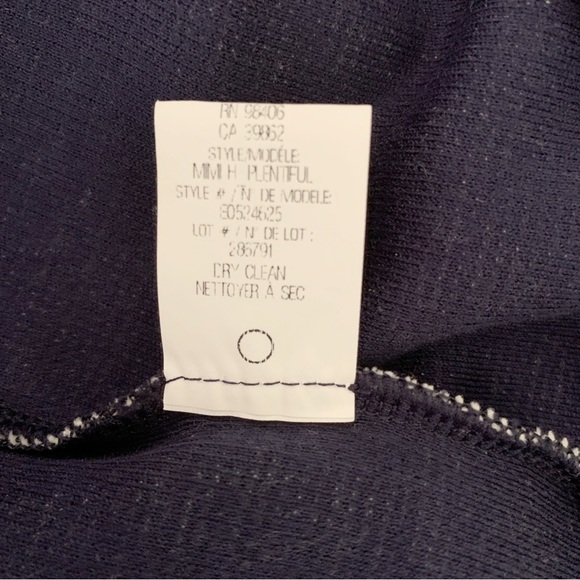 RN 98406
CA 39862
STYLE/MODÈLE:
MIMI H. PLENTIFUL
STYLE # / N° DE MODELE:
S0524625
LOT # / N° DE LOT :
286791
DRY CLEAN
NETTOYER À SEC